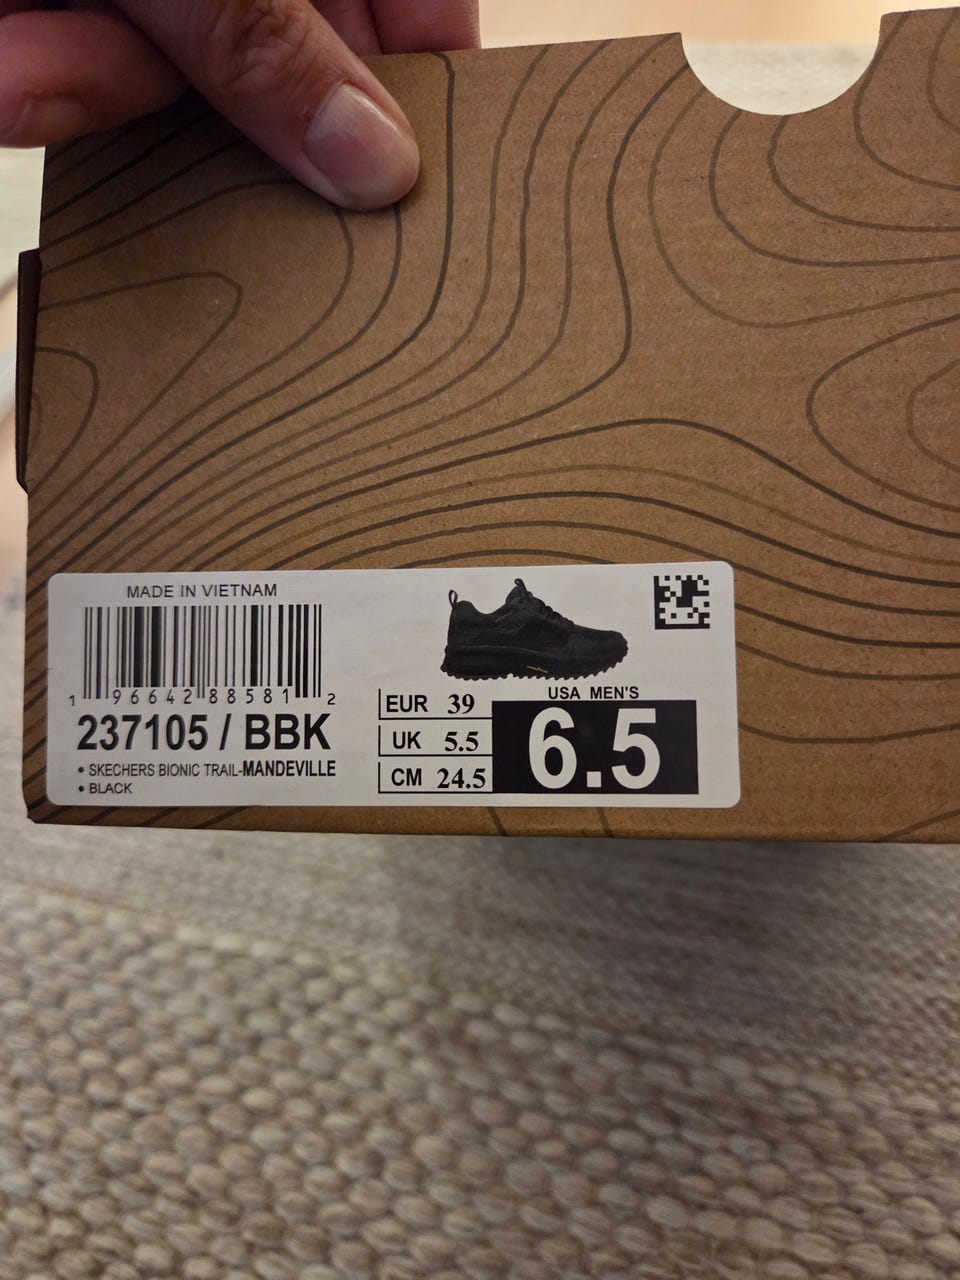 MADE IN VIETNAM
1 96642 88581 2
237105 / BBK
• SKECHERS BIONIC TRAIL-MANDEVILLE
• BLACK
EUR 39
UK 5.5
CM 24.5
USA MEN'S
6.5